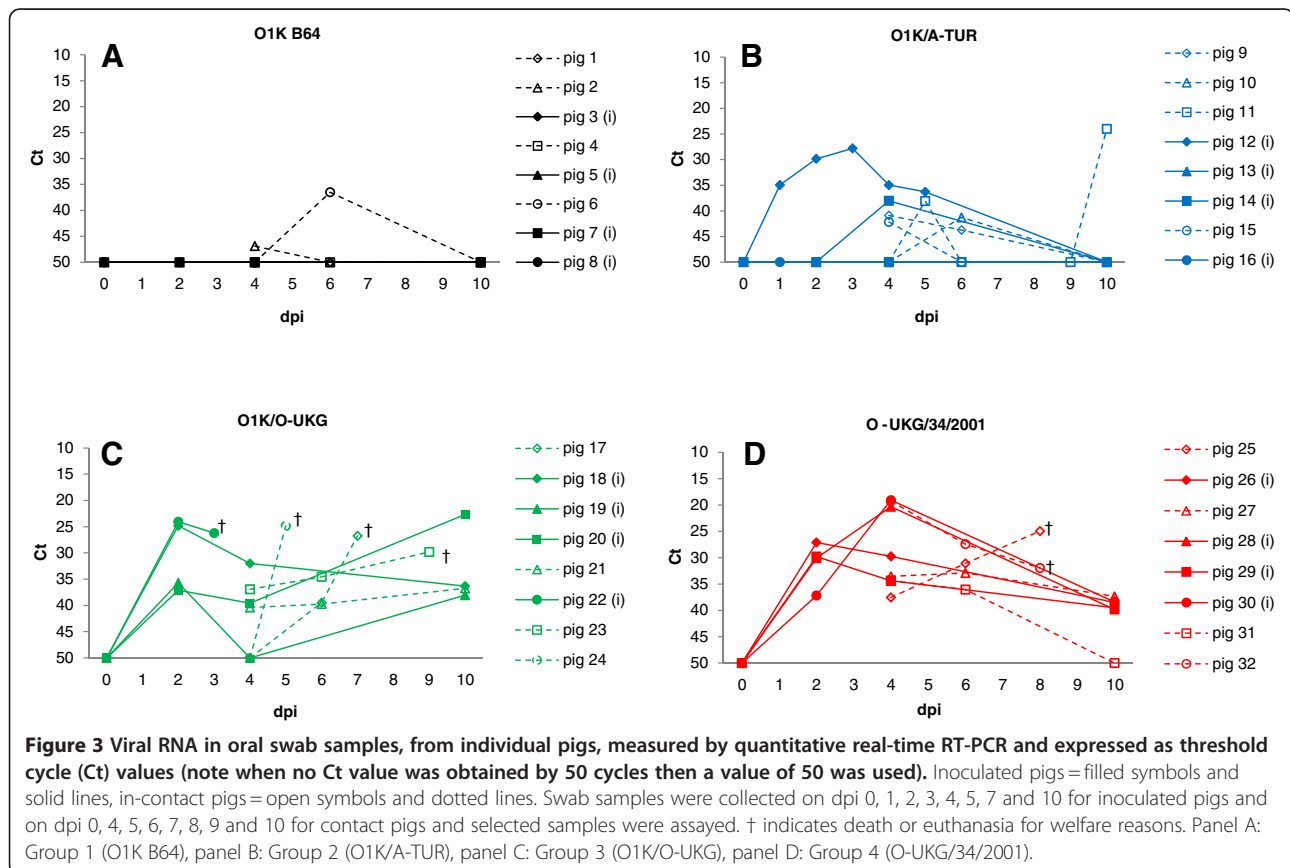 O1K B64
A
10
15
20
25
30
35
40
45
50
Ct
0 1 2 3 4 5 6 7 8 9 10
dpi
pig 1
pig 2
pig 3 (i)
pig 4
pig 5 (i)
pig 6
pig 7 (i)
pig 8 (i)
O1K/A-TUR
B
10
15
20
25
30
35
40
45
50
Ct
0 1 2 3 4 5 6 7 8 9 10
dpi
pig 9
pig 10
pig 11
pig 12 (i)
pig 13 (i)
pig 14 (i)
pig 15
pig 16 (i)
O1K/O-UKG
C
10
15
20
25
30
35
40
45
50
Ct
0 1 2 3 4 5 6 7 8 9 10
dpi
† † † †
pig 17
pig 18 (i)
pig 19 (i)
pig 20 (i)
pig 21
pig 22 (i)
pig 23
pig 24
O -UKG/34/2001
D
10
15
20
25
30
35
40
45
50
Ct
0 1 2 3 4 5 6 7 8 9 10
dpi
†
†
pig 25
pig 26 (i)
pig 27
pig 28 (i)
pig 29 (i)
pig 30 (i)
pig 31
pig 32
Figure 3 Viral RNA in oral swab samples, from individual pigs, measured by quantitative real-time RT-PCR and expressed as threshold
cycle (Ct) values (note when no Ct value was obtained by 50 cycles then a value of 50 was used). Inoculated pigs = filled symbols and
solid lines, in-contact pigs = open symbols and dotted lines. Swab samples were collected on dpi 0, 1, 2, 3, 4, 5, 7 and 10 for inoculated pigs and
on dpi 0, 4, 5, 6, 7, 8, 9 and 10 for contact pigs and selected samples were assayed. † indicates death or euthanasia for welfare reasons. Panel A:
Group 1 (O1K B64), panel B: Group 2 (O1K/A-TUR), panel C: Group 3 (O1K/O-UKG), panel D: Group 4 (O-UKG/34/2001).